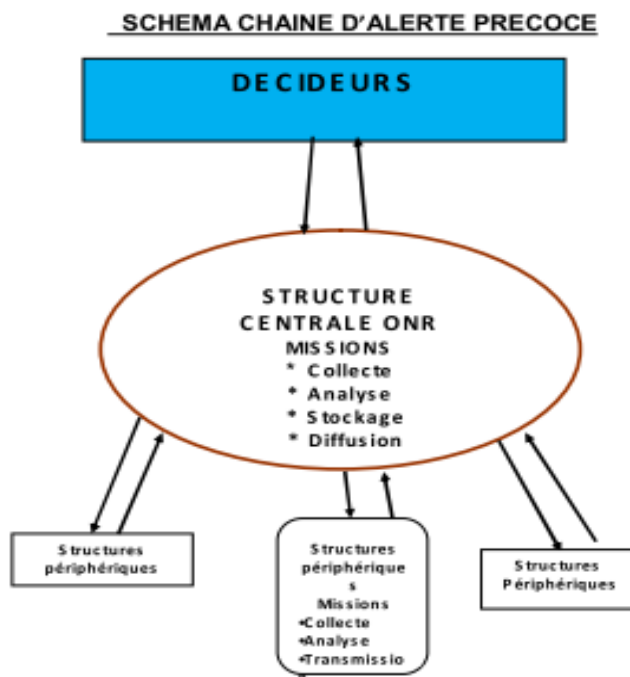 SCHEMA CHAINE D'ALERTE PRECOCE
DECIDEURS
STRUCTURE
CENTRALE ONR
MISSIONS
* Collecte
* Analyse
* Stockage
* Diffusion
Structures
périphériques
Structures
périphérique
s
Missions
•Collecte
•Analyse
•Transmissio
Structures
Périphériques